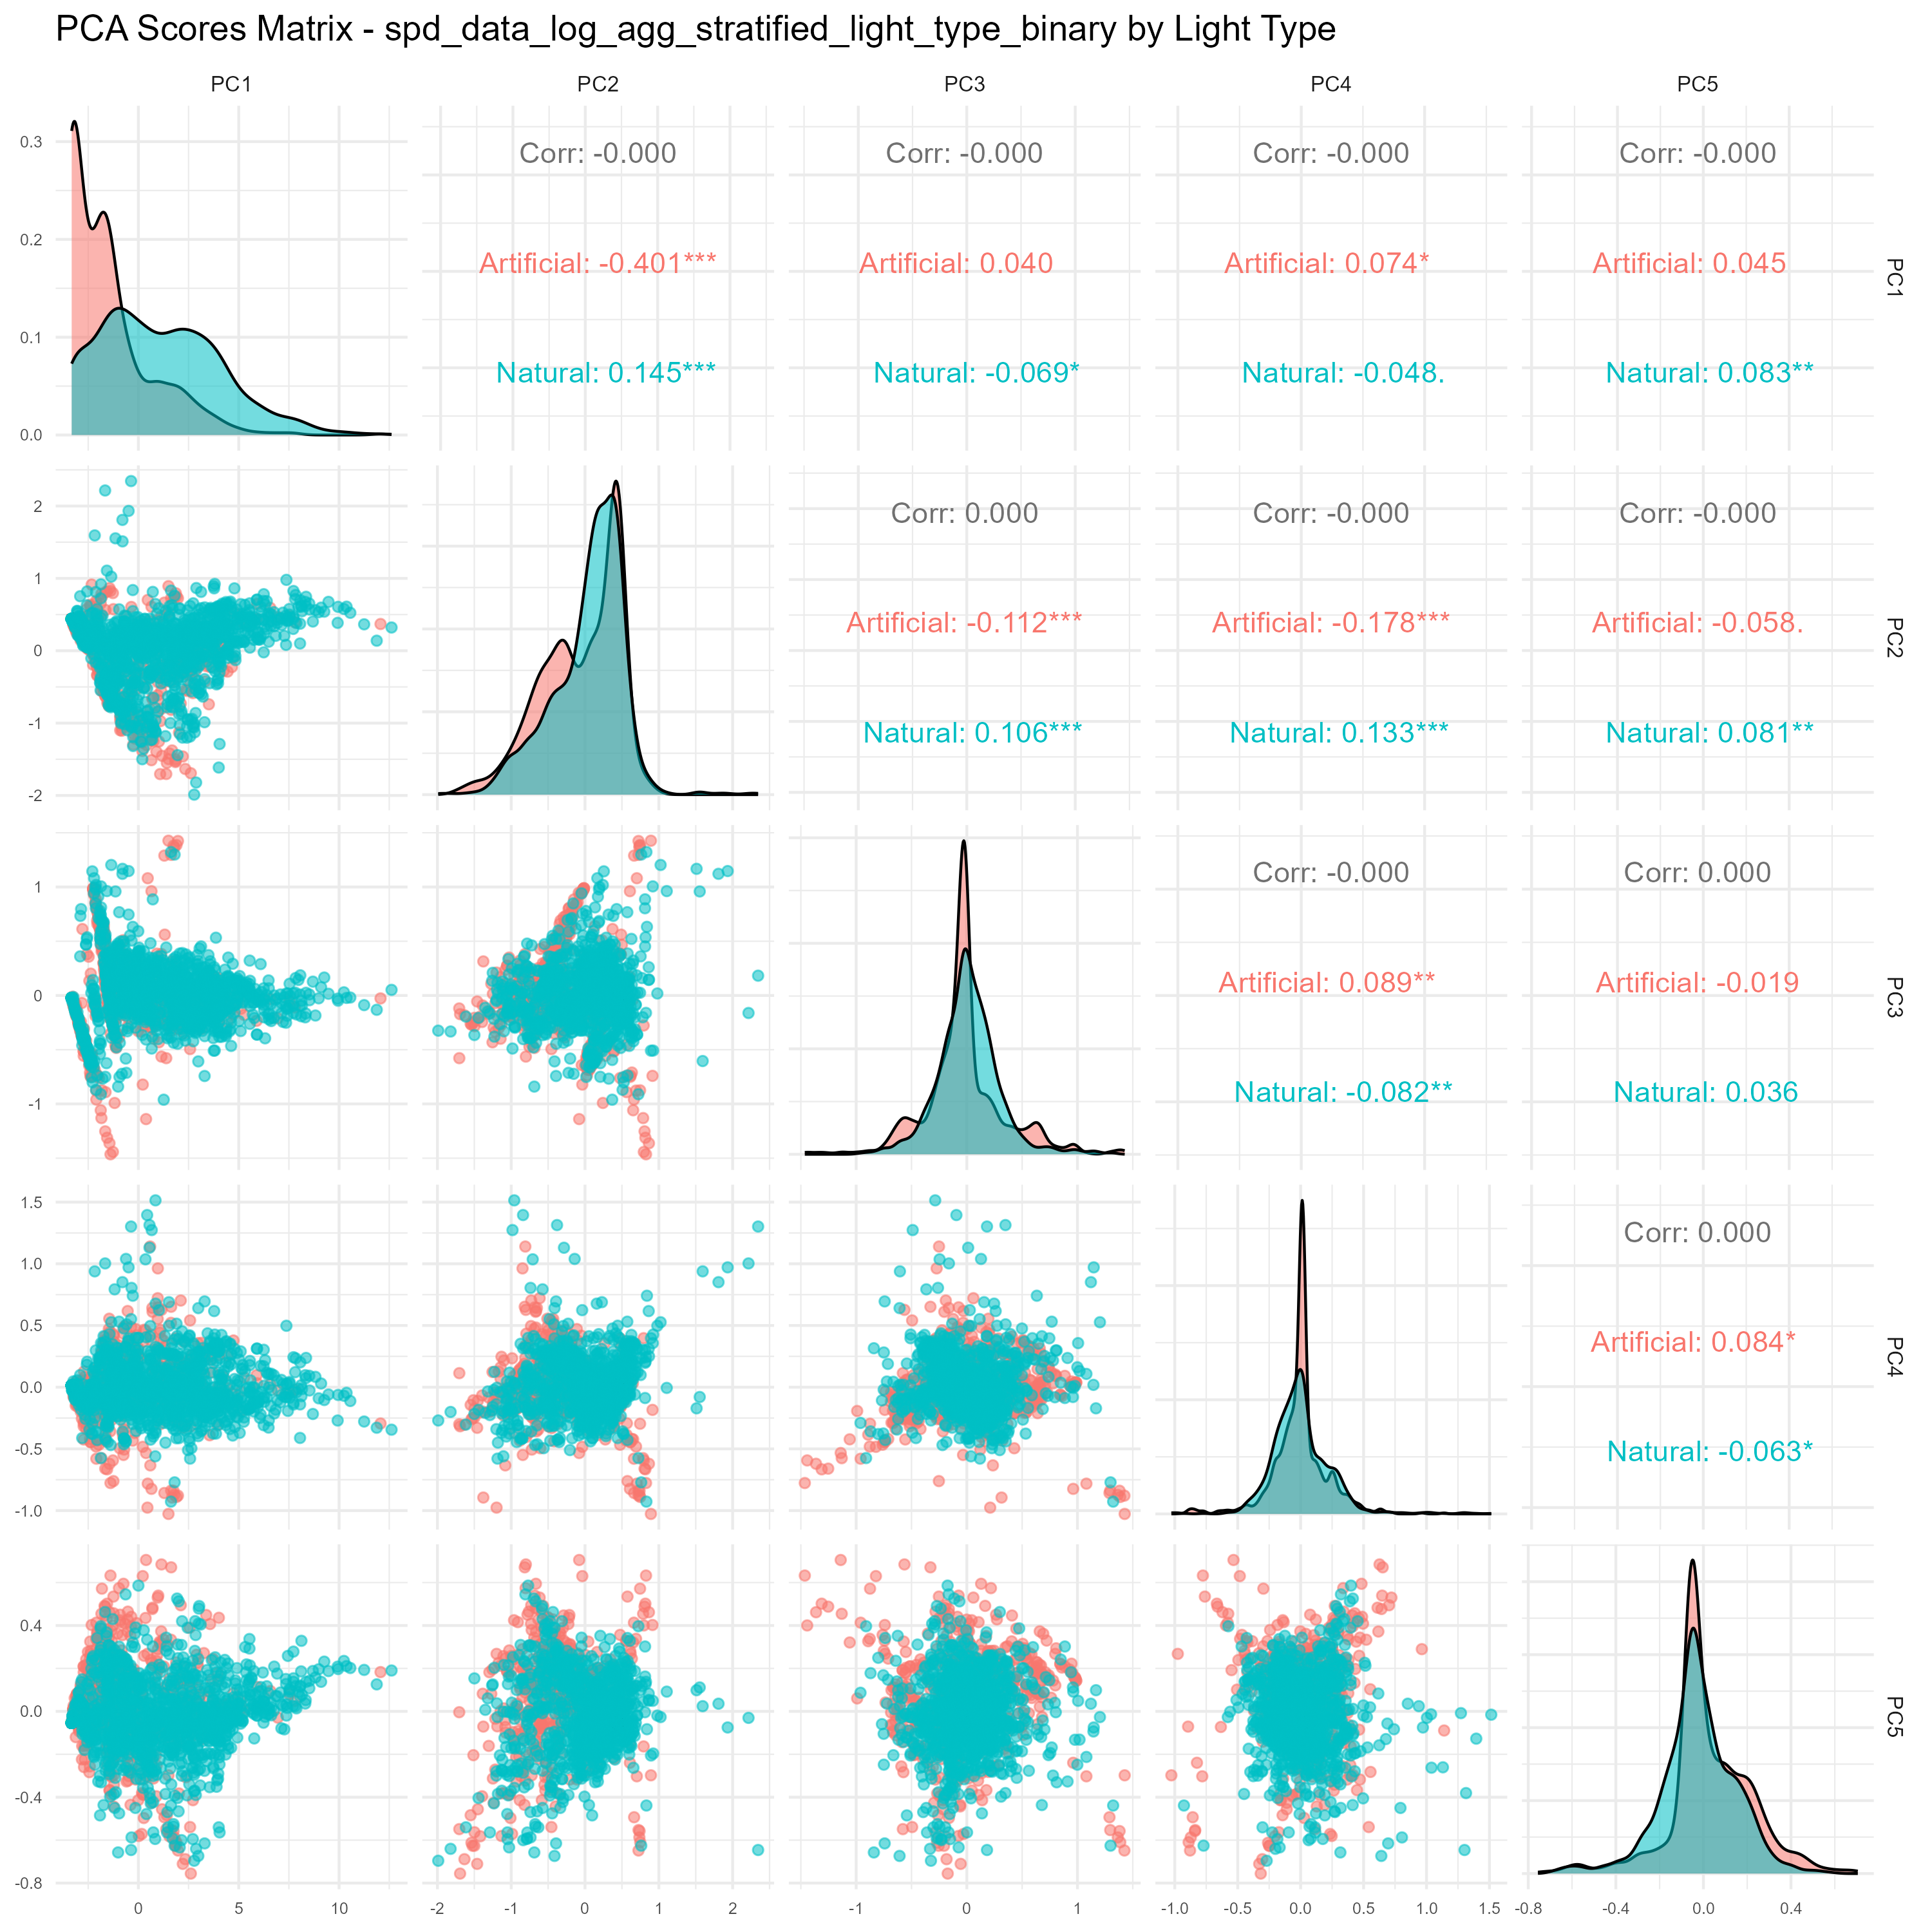 PCA Scores Matrix - spd_data_log_agg_stratified_light_type_binary by Light Type
PC1 PC2 PC3 PC4 PC5
0.3
0.2
0.1
0.0
Corr: -0.000
Artificial: -0.401***
Natural: 0.145***
Corr: -0.000
Artificial: 0.040
Natural: -0.069*
Corr: -0.000
Artificial: 0.074*
Natural: -0.048.
Corr: -0.000
Artificial: 0.045
Natural: 0.083**
PC1
2
1
0
-1
-2
Corr: 0.000
Artificial: -0.112***
Natural: 0.106***
Corr: -0.000
Artificial: -0.178***
Natural: 0.133***
Corr: -0.000
Artificial: -0.058.
Natural: 0.081**
PC2
1
0
-1
Corr: -0.000
Artificial: 0.089**
Natural: -0.082**
Corr: 0.000
Artificial: -0.019
Natural: 0.036
PC3
1.5
1.0
0.5
0.0
-0.5
-1.0
Corr: 0.000
Artificial: 0.084*
Natural: -0.063*
PC4
0.4
0.0
-0.4
-0.8
PC5
0 5 10
-2 -1 0 1 2
-1 0 1
-1.0 -0.5 0.0 0.5 1.0 1.5
-0.8 -0.4 0.0 0.4